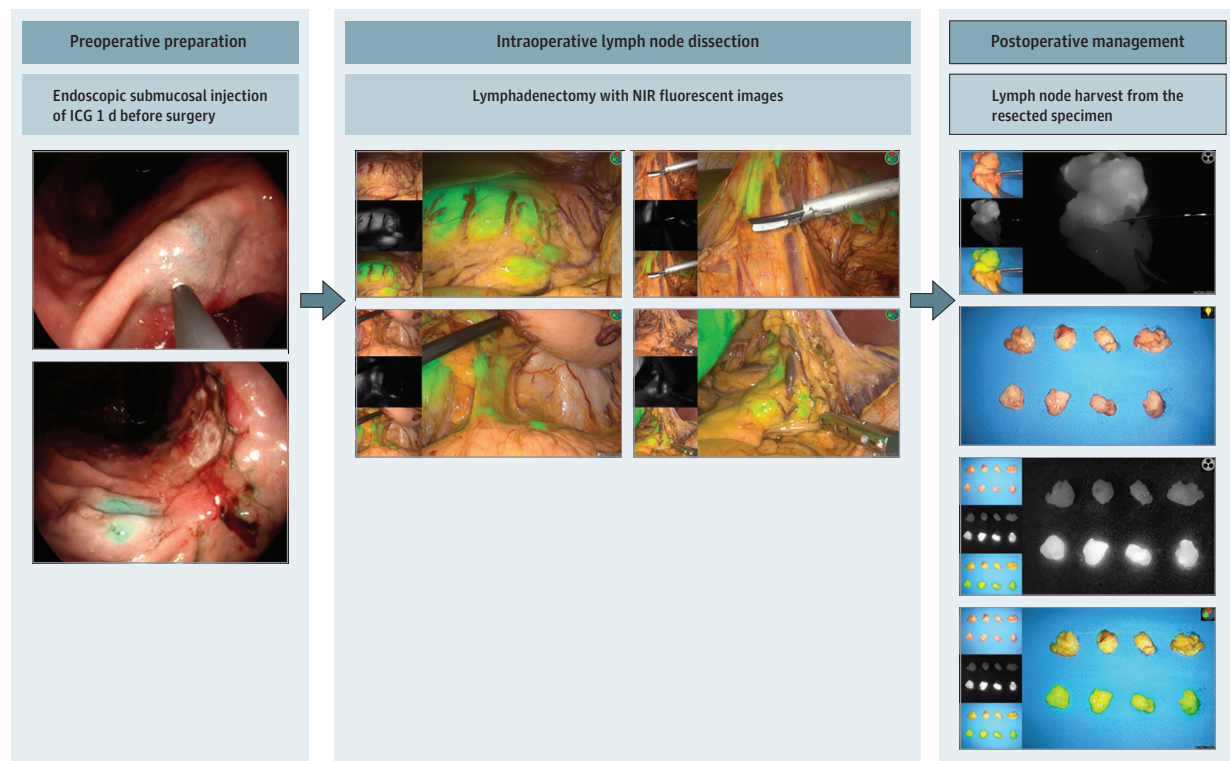 Preoperative preparation
Endoscopic submucosal injection
of ICG 1 d before surgery
Intraoperative lymph node dissection
Lymphadenectomy with NIR fluorescent images
Postoperative management
Lymph node harvest from the
resected specimen